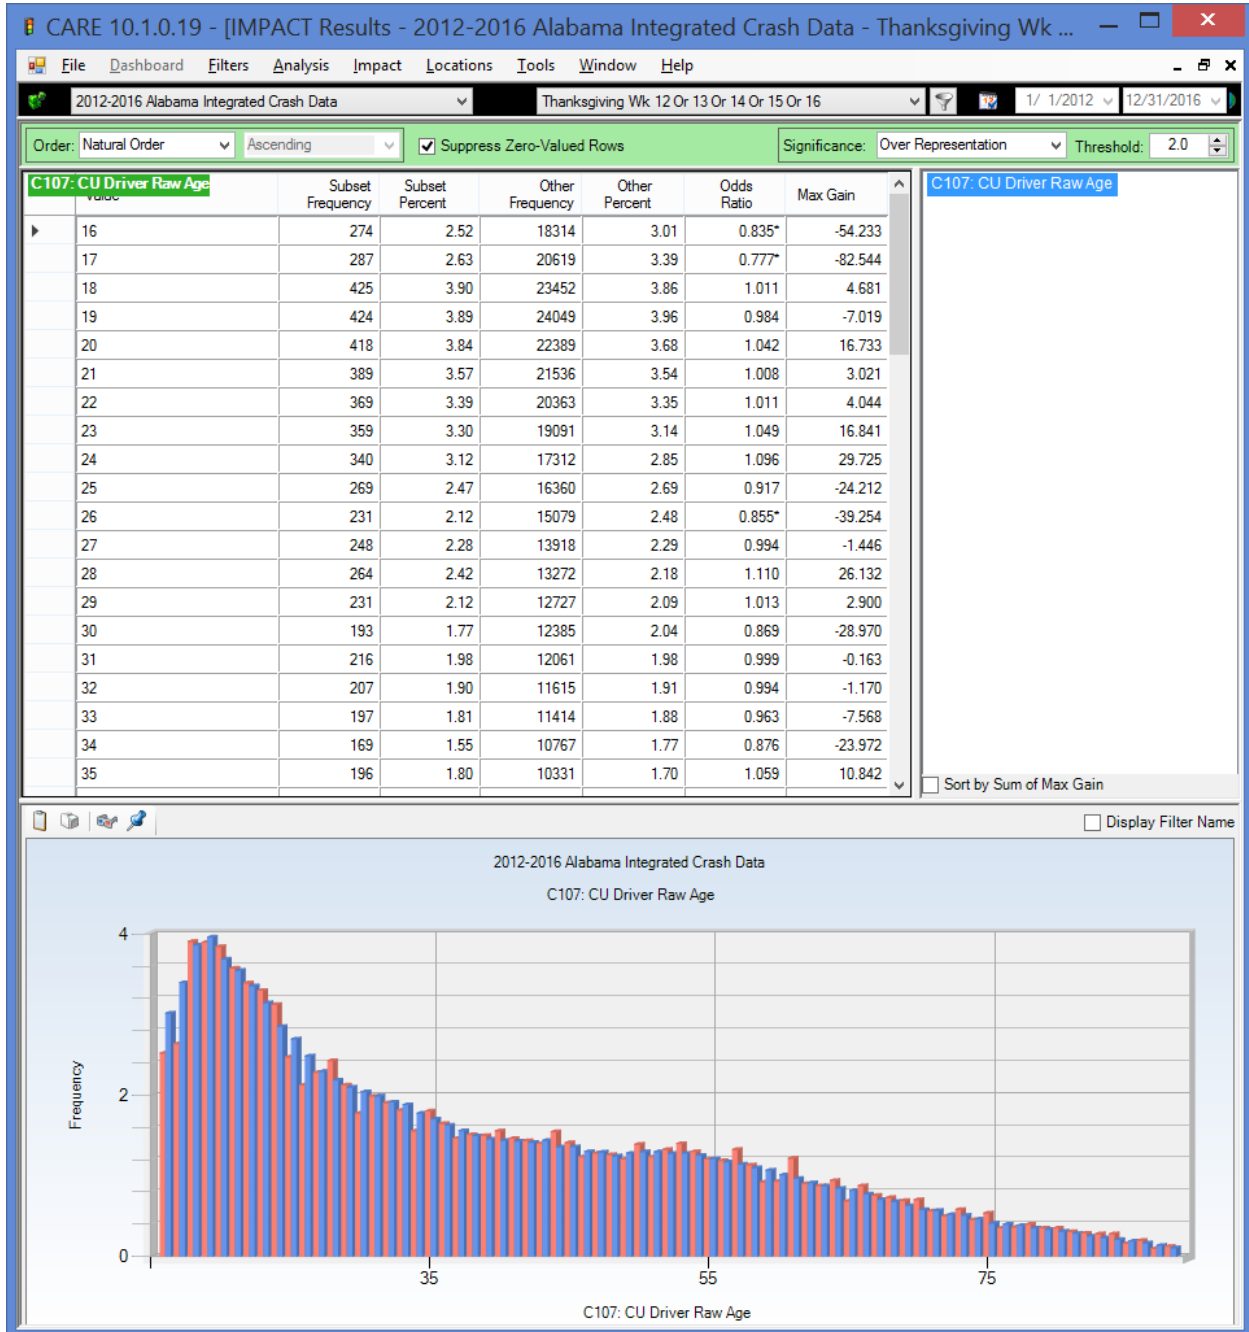 CARE 10.1.0.19 - [IMPACT Results - 2012-2016 Alabama Integrated Crash Data - Thanksgiving Wk ...
File Dashboard Filters Analysis Impact Locations Tools Window Help
2012-2016 Alabama Integrated Crash Data Thanksgiving Wk 12 Or 13 Or 14 Or 15 Or 16 1/ 1/2012 12/31/2016
Order: Natural Order Ascending Suppress Zero-Valued Rows Significance: Over Representation Threshold: 2.0
C107: CU Driver Raw Age Subset Frequency Subset Percent Other Frequency Other Percent Odds Ratio Max Gain C107: CU Driver Raw Age
16 274 2.52 18314 3.01 0.835* -54.233
17 287 2.63 20619 3.39 0.777* -82.544
18 425 3.90 23452 3.86 1.011 4.681
19 424 3.89 24049 3.96 0.984 -7.019
20 418 3.84 22389 3.68 1.042 16.733
21 389 3.57 21536 3.54 1.008 3.021
22 369 3.39 20363 3.35 1.011 4.044
23 359 3.30 19091 3.14 1.049 16.841
24 340 3.12 17312 2.85 1.096 29.725
25 269 2.47 16360 2.69 0.917 -24.212
26 231 2.12 15079 2.48 0.855* -39.254
27 248 2.28 13918 2.29 0.994 -1.446
28 264 2.42 13272 2.18 1.110 26.132
29 231 2.12 12727 2.09 1.013 2.900
30 193 1.77 12385 2.04 0.869 -28.970
31 216 1.98 12061 1.98 0.999 -0.163
32 207 1.90 11615 1.91 0.994 -1.170
33 197 1.81 11414 1.88 0.963 -7.568
34 169 1.55 10767 1.77 0.876 -23.972
35 196 1.80 10331 1.70 1.059 10.842
Sort by Sum of Max Gain
Display Filter Name
2012-2016 Alabama Integrated Crash Data
C107: CU Driver Raw Age
4
Frequency
2
0
35 55 75
C107: CU Driver Raw Age